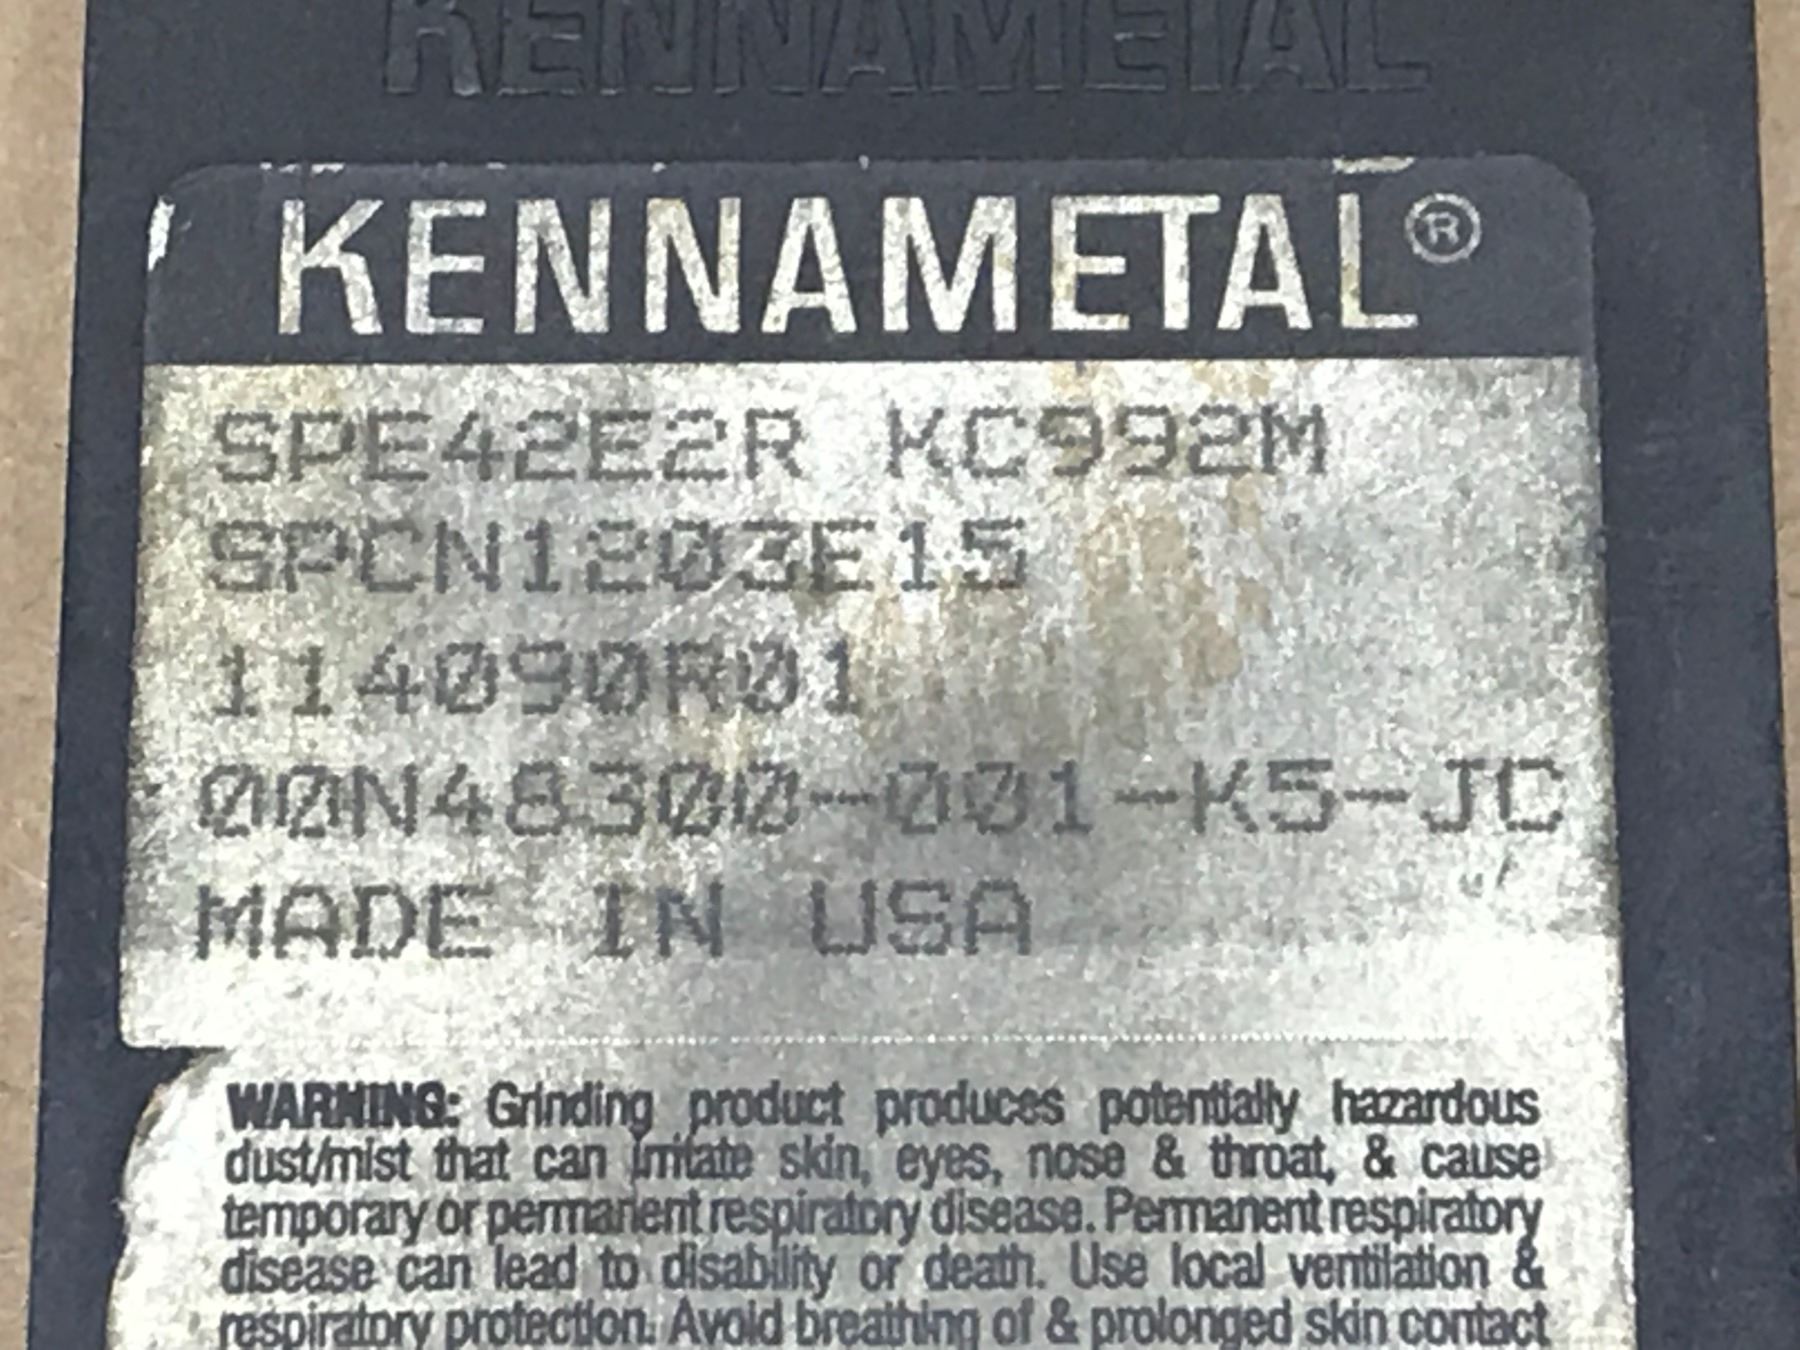 KENNAMETAL
KENNAMETAL®
SPE42E2R KC992M
SPCN1203E15
114090R01
00N48300-001-K5-JC
MADE IN USA
WARNING: Grinding product produces potentially hazardous
dust/mist that can irritate skin, eyes, nose & throat, & cause
temporary or permanent respiratory disease. Permanent respiratory
disease can lead to disability or death. Use local ventilation &
respiratory protection. Avoid breathing of & prolonged skin contact